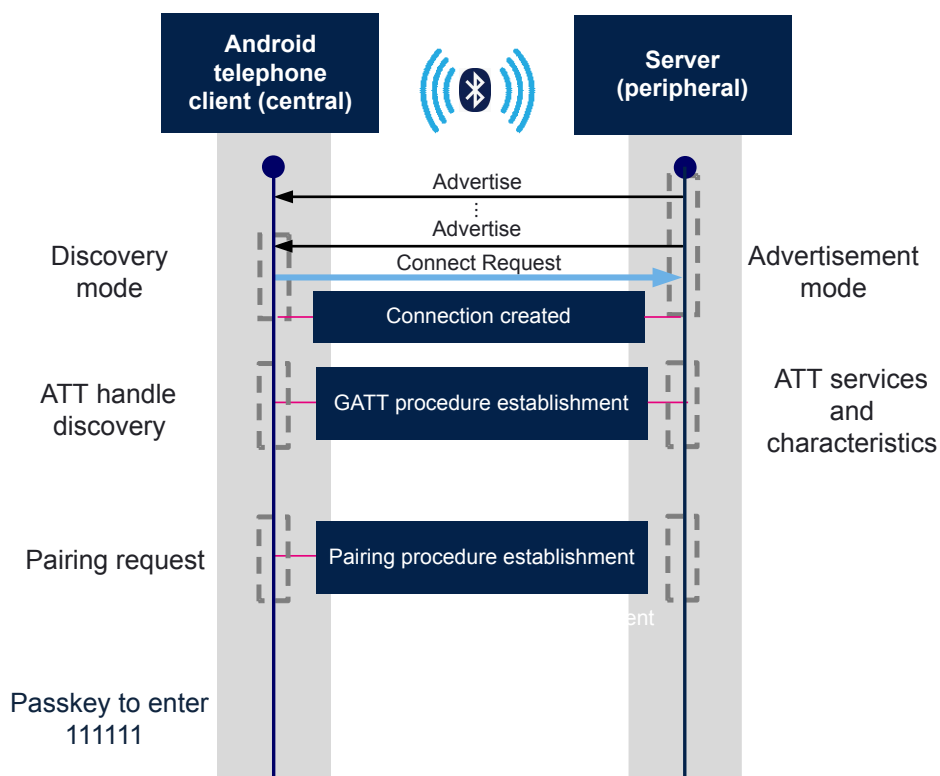 Android
telephone
client (central)
Server
(peripheral)
Advertise
Advertise
Discovery
mode
Connect Request
Advertisement
mode
Connection created
ATT handle
discovery
GATT procedure establishment
ATT services
and
characteristics
Pairing request
Pairing procedure establishment
ent
Passkey to enter
111111